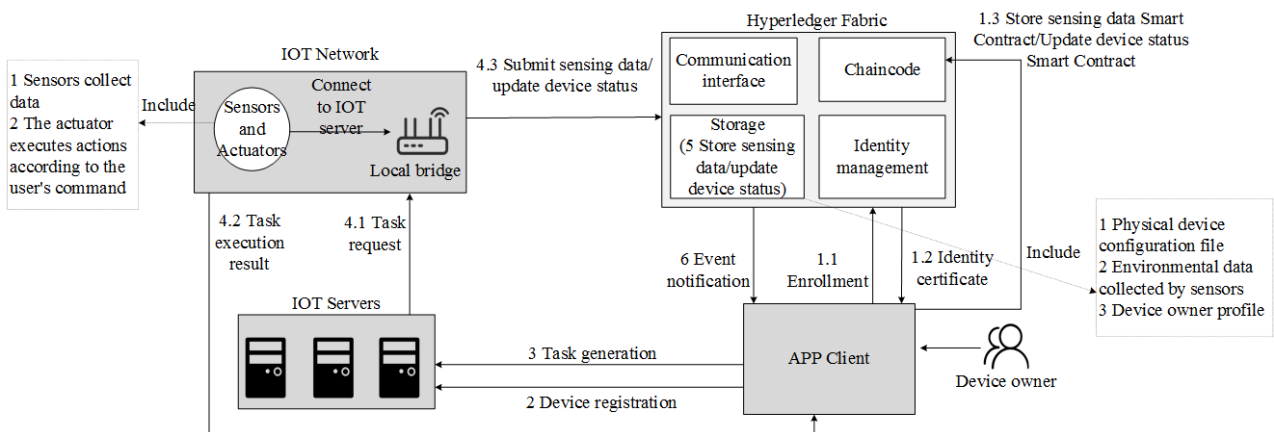 Hyperledger Fabric
1.3 Store sensing data Smart
Contract/Update device status
Smart Contract
IOT Network
4.3 Submit sensing data/
update device status
Communication
interface
Chaincode
1 Sensors collect
data
2 The actuator
executes actions
according to the
user's command
Include
Sensors
and
Actuators
Connect
to IOT
server
Local bridge
Storage
(5 Store sensing
data/update
device status)
Identity
management
4.2 Task
execution
result
4.1 Task
request
6 Event
notification
1.1
Enrollment
1.2 Identity
certificate
Include
1 Physical device
configuration file
2 Environmental data
collected by sensors
3 Device owner profile
IOT Servers
3 Task generation
2 Device registration
APP Client
Device owner